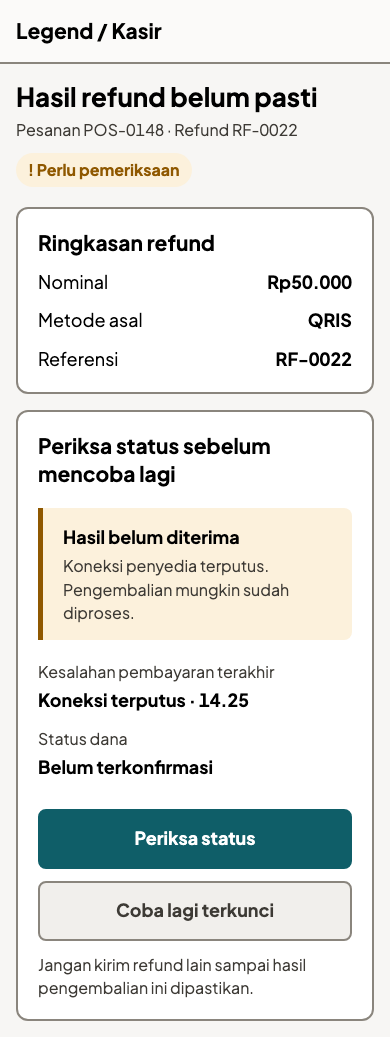 Legend / Kasir
Hasil refund belum pasti
Pesanan POS-0148 · Refund RF-0022
! Perlu pemeriksaan
Ringkasan refund
Nominal Rp50.000
Metode asal QRIS
Referensi RF-0022
Periksa status sebelum
mencoba lagi
Hasil belum diterima
Koneksi penyedia terputus.
Pengembalian mungkin sudah
diproses.
Kesalahan pembayaran terakhir
Koneksi terputus · 14.25
Status dana
Belum terkonfirmasi
Periksa status
Coba lagi terkunci
Jangan kirim refund lain sampai hasil
pengembalian ini dipastikan.